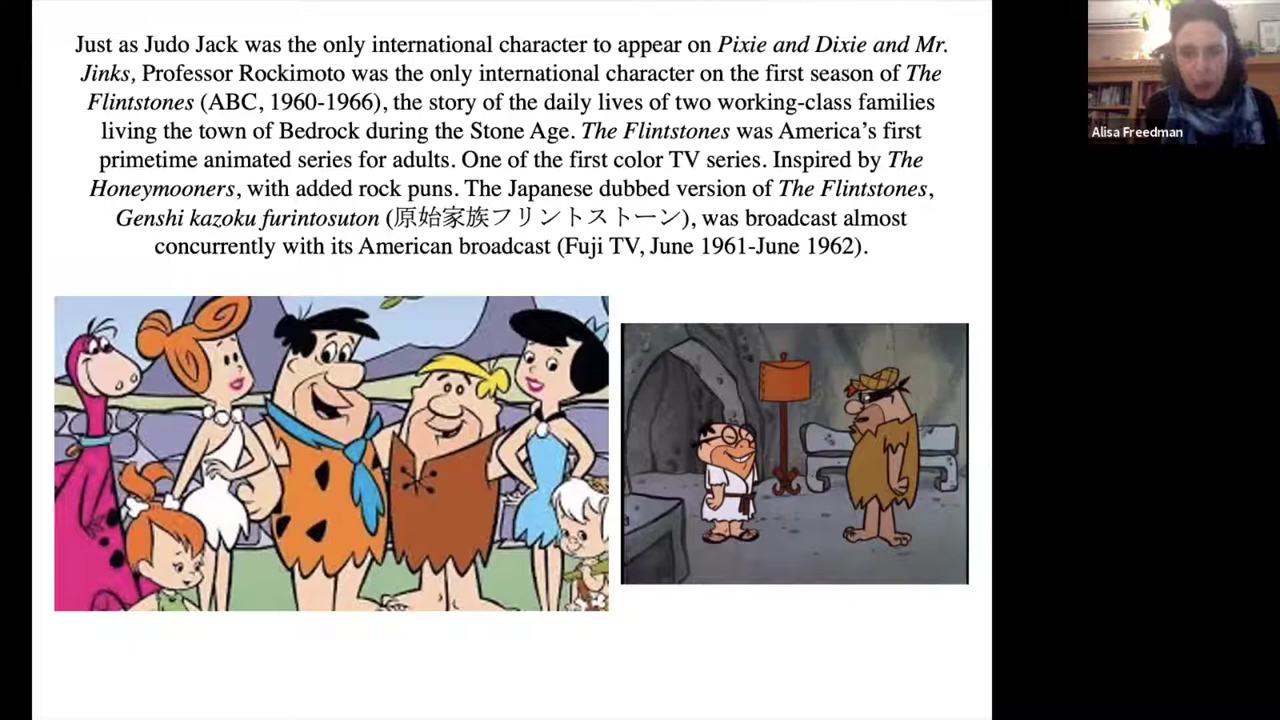 Just as Judo Jack was the only international character to appear on Pixie and Dixie and Mr.
Jinks, Professor Rockimoto was the only international character on the first season of The
Flintstones (ABC, 1960-1966), the story of the daily lives of two working-class families
living the town of Bedrock during the Stone Age. The Flintstones was America’s first
primetime animated series for adults. One of the first color TV series. Inspired by The
Honeymooners, with added rock puns. The Japanese dubbed version of The Flintstones,
Genshi kazoku furintosuton (原始家族フリントストーン), was broadcast almost
concurrently with its American broadcast (Fuji TV, June 1961-June 1962).
Alisa Freedman